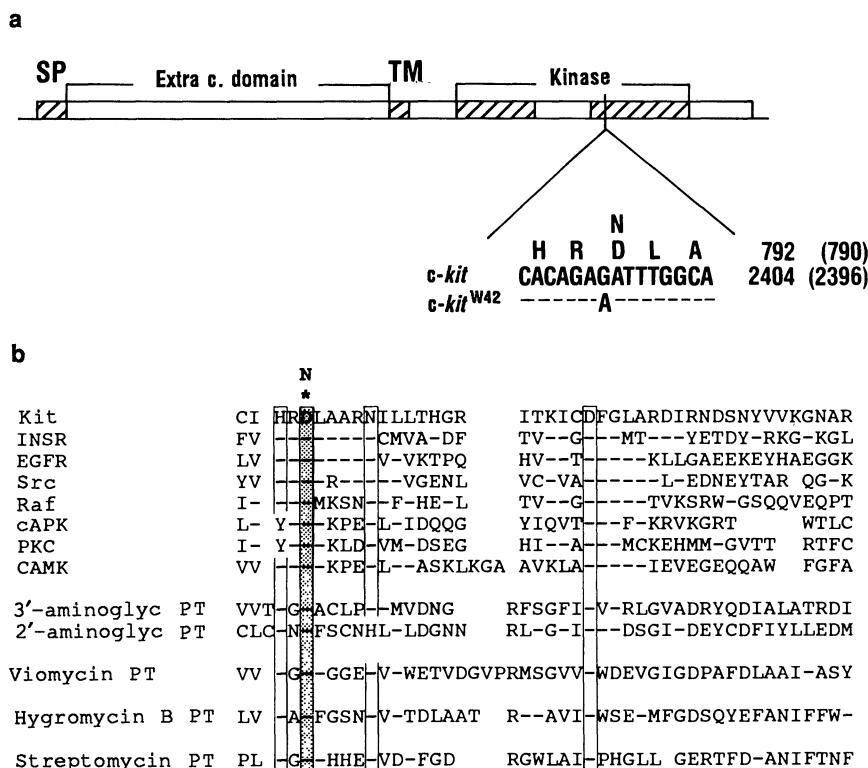 a
SP Extra c. domain TM Kinase
N
H R D L A 792 (790)
c-kit CACAGAGATTTGGCA 2404 (2396)
c-kitW42 ------A--------
b
N
*
Kit CI HRDLAARNILLTHGR ITKICDFGLARDIRNDSNYVVKGNAR
INSR FV --------CMVA-DF TV--G---MT---YETDY-RKG-KGL
EGFR LV --------V-VKTPQ HV--T-----KLLGAEEKEYHAEGGK
Src YV ----R----VGENL VC-VA------L-EDNEYTAR QG-K
Raf I- ---MKSN--F-HE-L TV--G-----TVKSRW-GSQQVEQPT
cAPK L- Y---KPE-L-IDQQG YIQVT---F-KRVKGRT WTLC
PKC I- Y---KLD-VM-DSEG HI--A---MCKEHMM-GVTT RTFC
CAMK VV ----KPE-L--ASKLKGA AVKLA-----IEVEGEQQAW FGFA
3'-aminoglyc PT VVT-G-ACLP--MVDNG RFSGFI-V-RLGVADRYQDIALATRDI
2'-aminoglyc PT CLC-N-FSCNHL-LDGNN RL-G-I---DSGI-DEYCDFIYLLEDM
Viomycin PT VV -G--GGE-V-WETVDGVPRMSGVV-WDEVGIGDPAFDLAAI-ASY
Hygromycin B PT LV -A-FGSN-V-TDLAAT R--AVI-WSE-MFGDSQYEFANIFFW-
Streptomycin PT PL -G--HHE-VD-FGD RGWLAI-PHGLL GERTFD-ANIFTNF